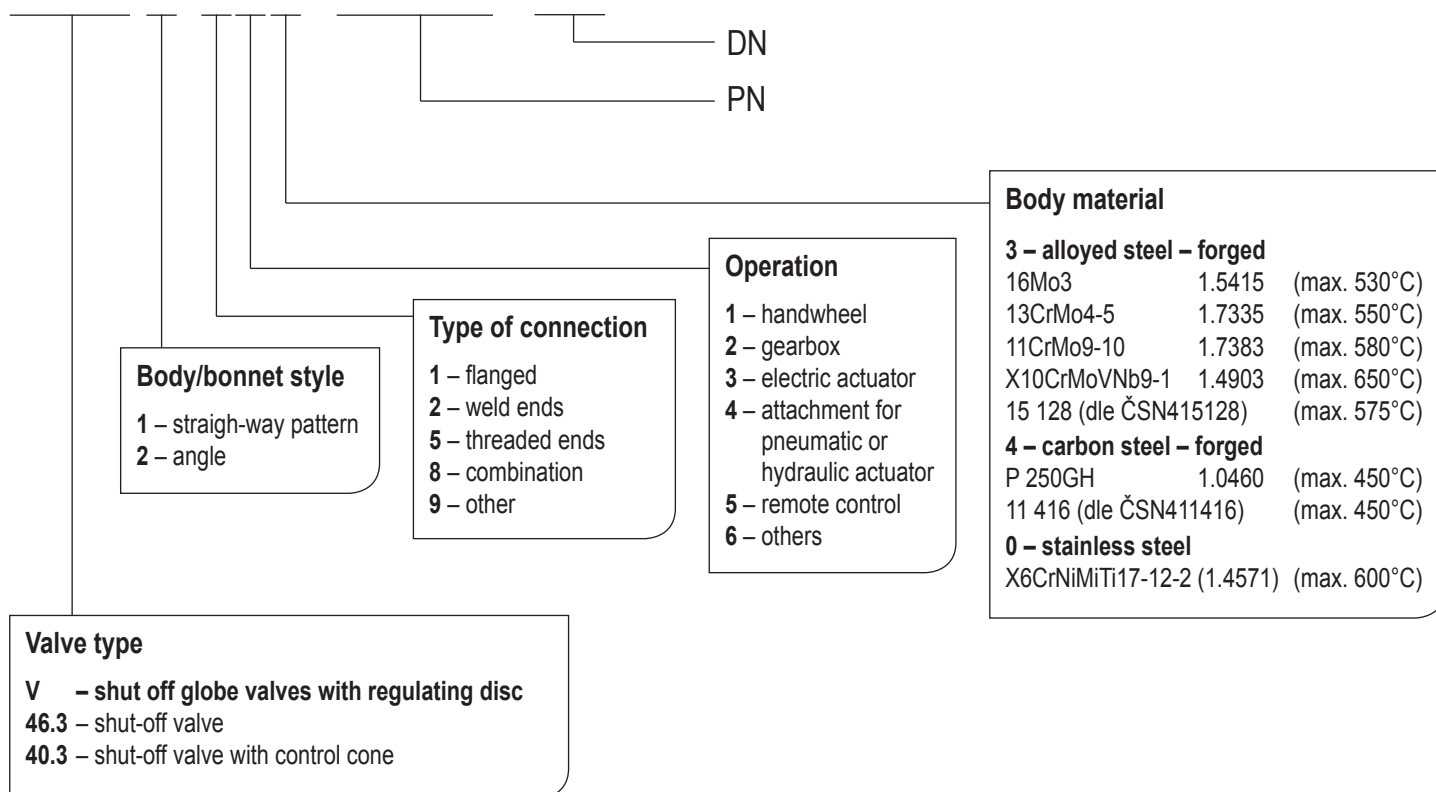 DN
PN
Body material
3 – alloyed steel – forged
16Mo3 1.5415 (max. 530°C)
13CrMo4-5 1.7335 (max. 550°C)
11CrMo9-10 1.7383 (max. 580°C)
X10CrMoVNb9-1 1.4903 (max. 650°C)
15 128 (dle ČSN415128) (max. 575°C)
4 – carbon steel – forged
P 250GH 1.0460 (max. 450°C)
11 416 (dle ČSN411416) (max. 450°C)
0 – stainless steel
X6CrNiMiTi17-12-2 (1.4571) (max. 600°C)
Operation
1 – handwheel
2 – gearbox
3 – electric actuator
4 – attachment for
pneumatic or
hydraulic actuator
5 – remote control
6 – others
Type of connection
1 – flanged
2 – weld ends
5 – threaded ends
8 – combination
9 – other
Body/bonnet style
1 – straigh-way pattern
2 – angle
Valve type
V – shut off globe valves with regulating disc
46.3 – shut-off valve
40.3 – shut-off valve with control cone